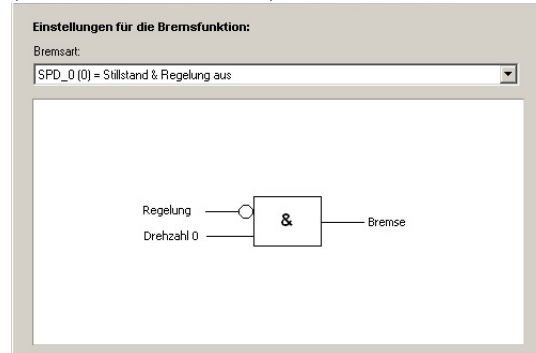 Einstellungen für die Bremsfunktion:
Bremsart:
SPD_0 (0) = Stillstand & Regelung aus
Regelung
&
Bremse
Drehzahl 0